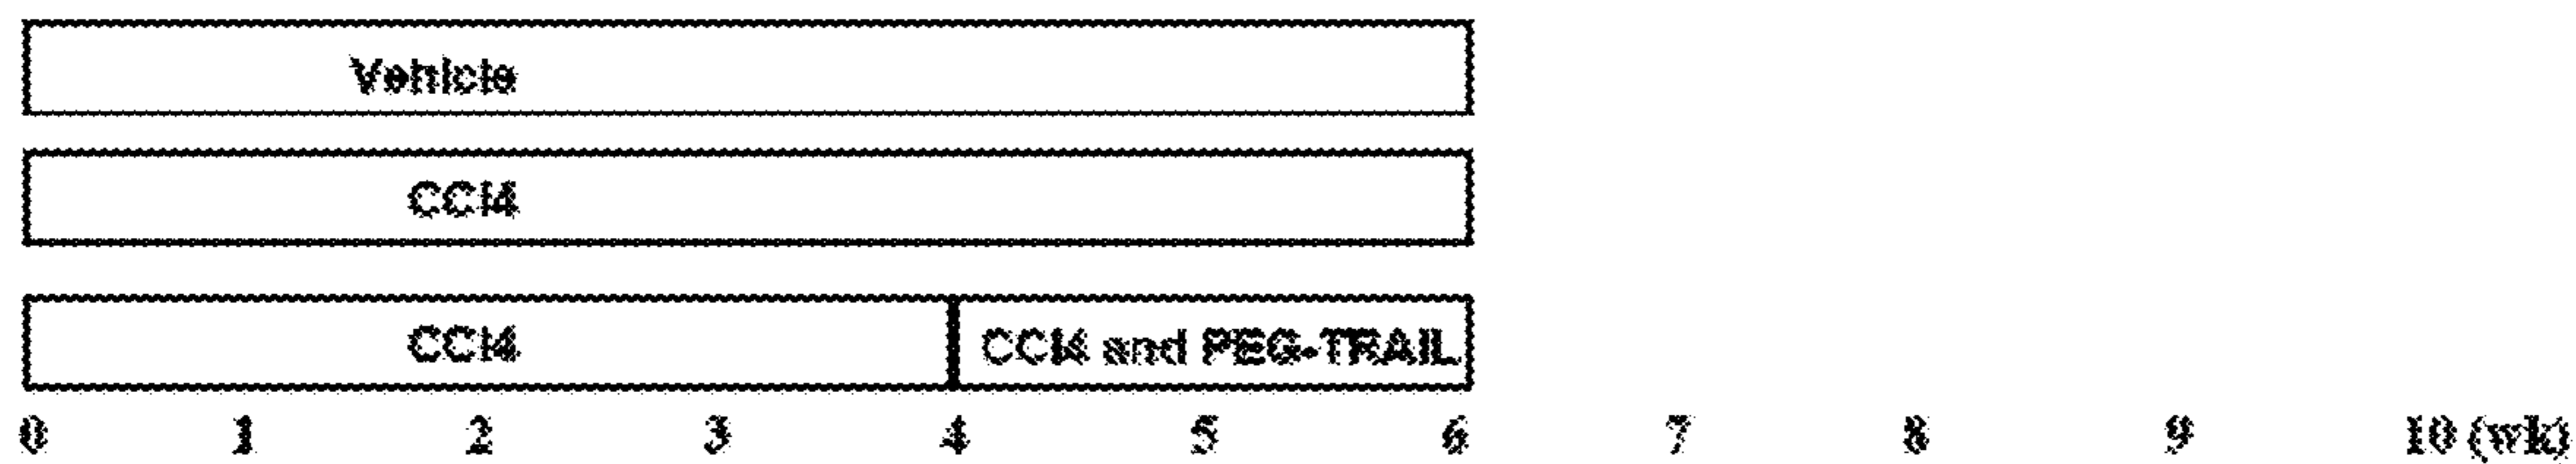 Vehicle
CCl4
CCl4 CCl4 and PEG-TRAIL
0 1 2 3 4 5 6 7 8 9 10 (wk)